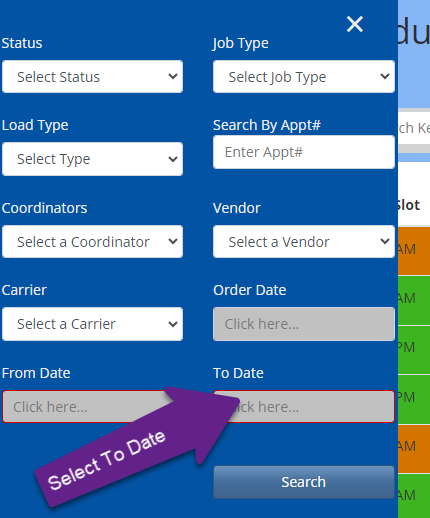 ×
Status
Job Type
Select Status
Select Job Type
Load Type
Search By Appt#
Select Type
Enter Appt#
Coordinators
Vendor
Select a Coordinator
Select a Vendor
Carrier
Order Date
Select a Carrier
Click here...
From Date
To Date
Click here...
ck here...
Select To Date
Search
du
ch Ke
Slot
AM
AM
PM
PM
AM
AM